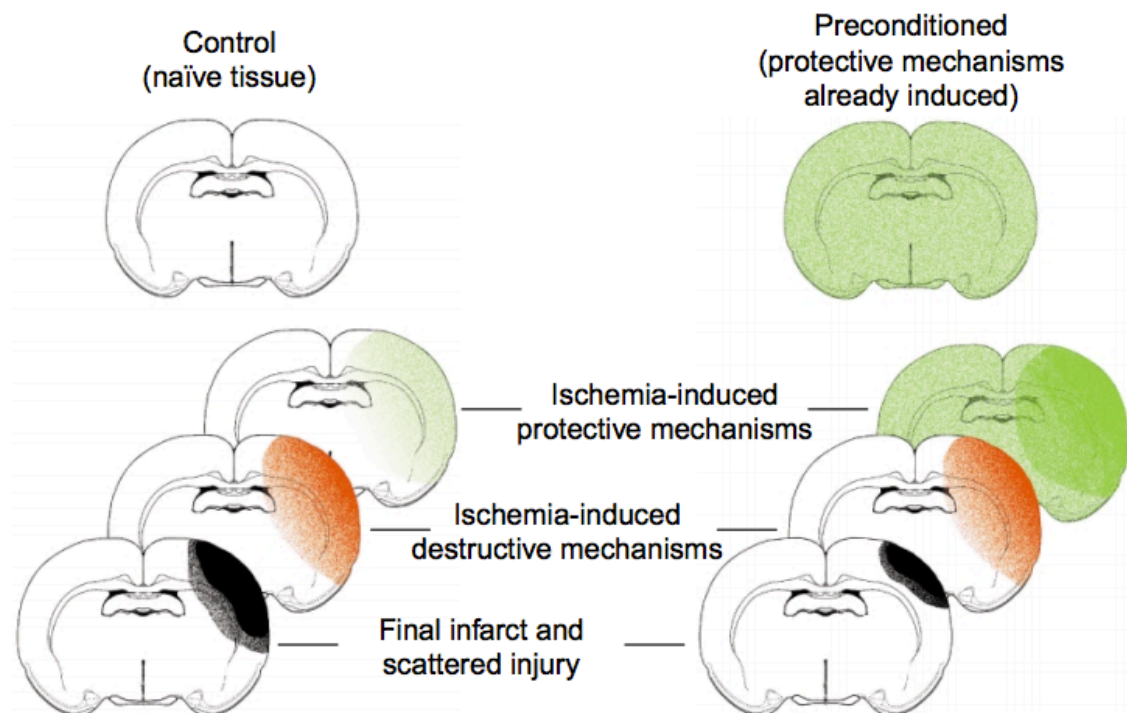 Control
(naïve tissue)
Preconditioned
(protective mechanisms
already induced)
Ischemia-induced
protective mechanisms
Ischemia-induced
destructive mechanisms
Final infarct and
scattered injury